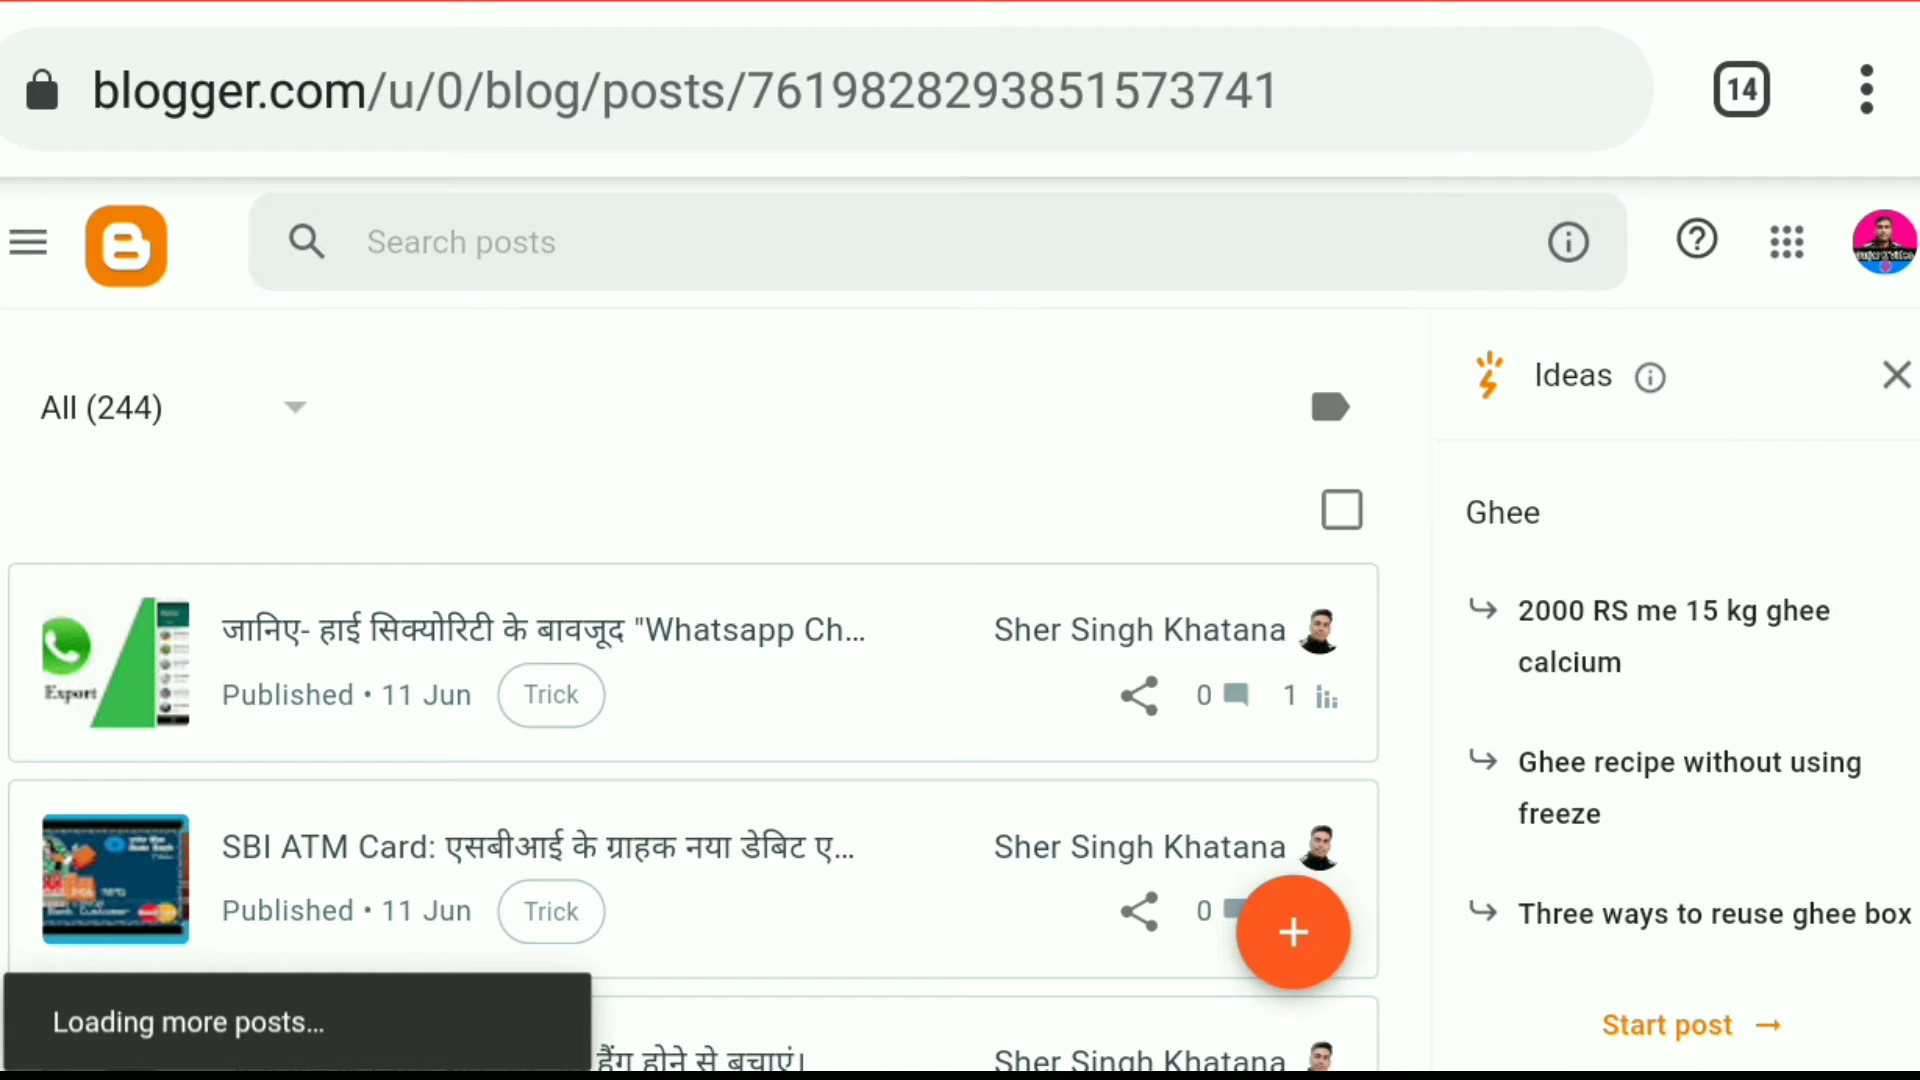 blogger.com/u/0/blog/posts/7619828293851573741
14
Search posts
All (244)
Ideas
Ghee
2000 RS me 15 kg ghee
calcium
Ghee recipe without using
freeze
Three ways to reuse ghee box
Start post →
Export
जानिए- हाई सिक्योरिटी के बावजूद "Whatsapp Ch...
Sher Singh Khatana
Published • 11 Jun
Trick
0
1
SBI ATM Card: एसबीआई के ग्राहक नया डेबिट ए...
Sher Singh Khatana
Published • 11 Jun
Trick
0
हैंग होने से बचाएं।
Sher Singh Khatana
Loading more posts...